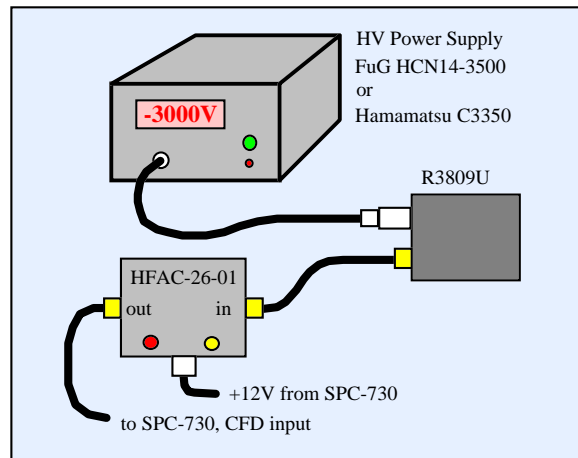 HV Power Supply
FuG HCN14-3500
or
Hamamatsu C3350
-3000V
R3809U
HFAC-26-01
out
in
+12V from SPC-730
to SPC-730, CFD input